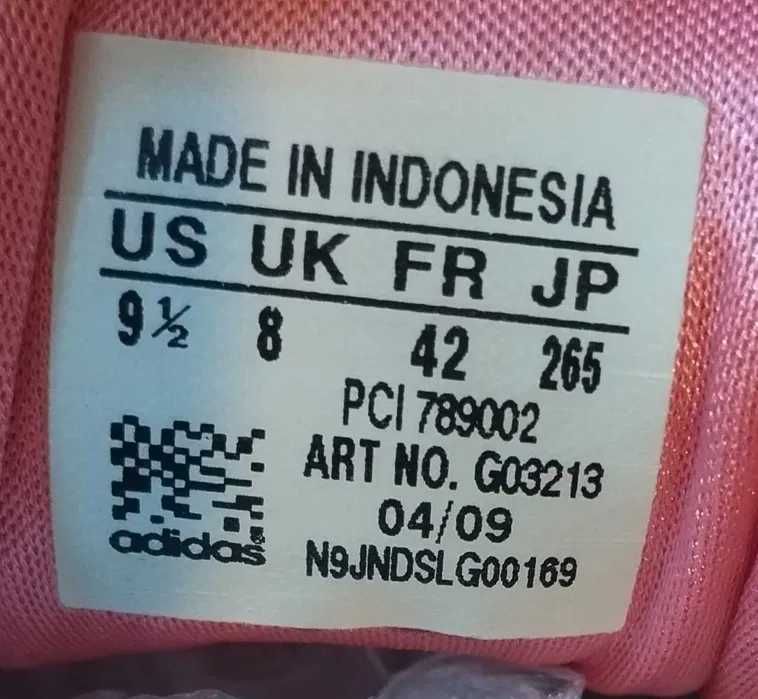 MADE IN INDONESIA
US UK FR JP
9½ 8 42 265
PCI 789002
ART NO. G03213
04/09
adidas
N9JNDSLG00169